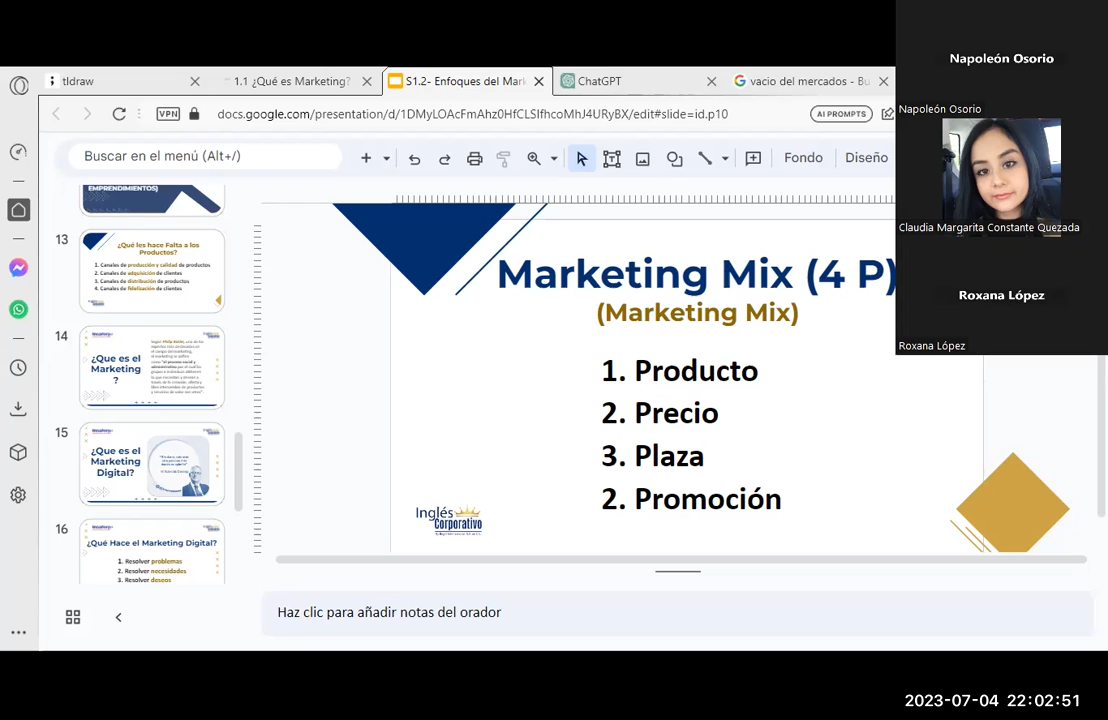 Napoleón Osorio
Napoleón Osorio
Claudia Margarita Constante Quezada
Roxana López
Roxana López
tldraw
1.1 ¿Qué es Marketing?
S1.2- Enfoques del Mark
ChatGPT
vacio del mercados - Bu
VPN
docs.google.com/presentation/d/1DMyLOAcFmAhz0HfCLSIfhcoMhJ4URyBX/edit#slide=id.p10
AI PROMPTS
Buscar en el menú (Alt+/)
Fondo
Diseño
EMPRENDIMIENTOS)
13
¿Qué les hace Falta a los
Productos?
1. Canales de producción y calidad de productos
2. Canales de adquisición de clientes
3. Canales de distribución de productos
4. Canales de fidelización de clientes
14
¿Que es el
Marketing
?
15
¿Que es el
Marketing
Digital?
16
¿Qué Hace el Marketing Digital?
1. Resolver problemas
2. Resolver necesidades
3. Resolver deseos
Marketing Mix (4 P)
(Marketing Mix)
1. Producto
2. Precio
3. Plaza
2. Promoción
Inglés
Corporativo
Haz clic para añadir notas del orador
2023-07-04 22:02:51